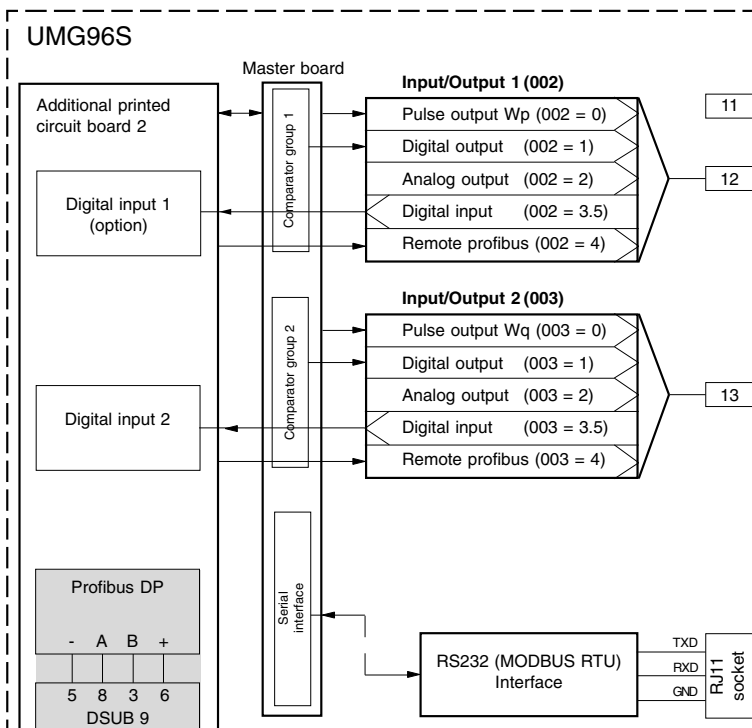 UMG96S
Master board
Additional printed
circuit board 2
Digital input 1
(option)
Digital input 2
Profibus DP
- A B +
5 8 3 6
DSUB 9
Comparator group 1
Comparator group 2
Serial
interface
Input/Output 1 (002)
Pulse output Wp (002 = 0)
Digital output (002 = 1)
Analog output (002 = 2)
Digital input (002 = 3.5)
Remote profibus (002 = 4)
11
12
Input/Output 2 (003)
Pulse output Wq (003 = 0)
Digital output (003 = 1)
Analog output (003 = 2)
Digital input (003 = 3.5)
Remote profibus (003 = 4)
13
RS232 (MODBUS RTU)
Interface
TXD
RXD
GND
RJ11
socket